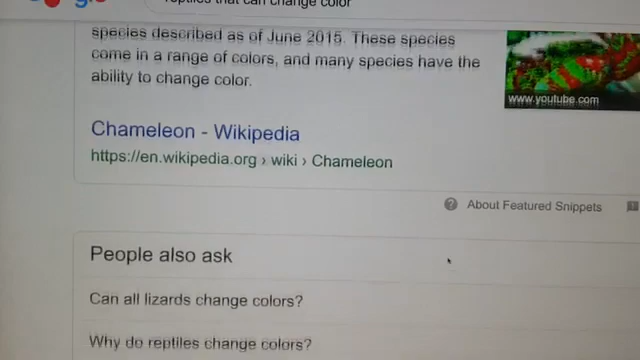 reptiles that can change color
species described as of June 2015. These species
come in a range of colors, and many species have the
ability to change color.
www.youtube.com
Chameleon - Wikipedia
https://en.wikipedia.org › wiki › Chameleon
About Featured Snippets
People also ask
Can all lizards change colors?
Why do reptiles change colors?